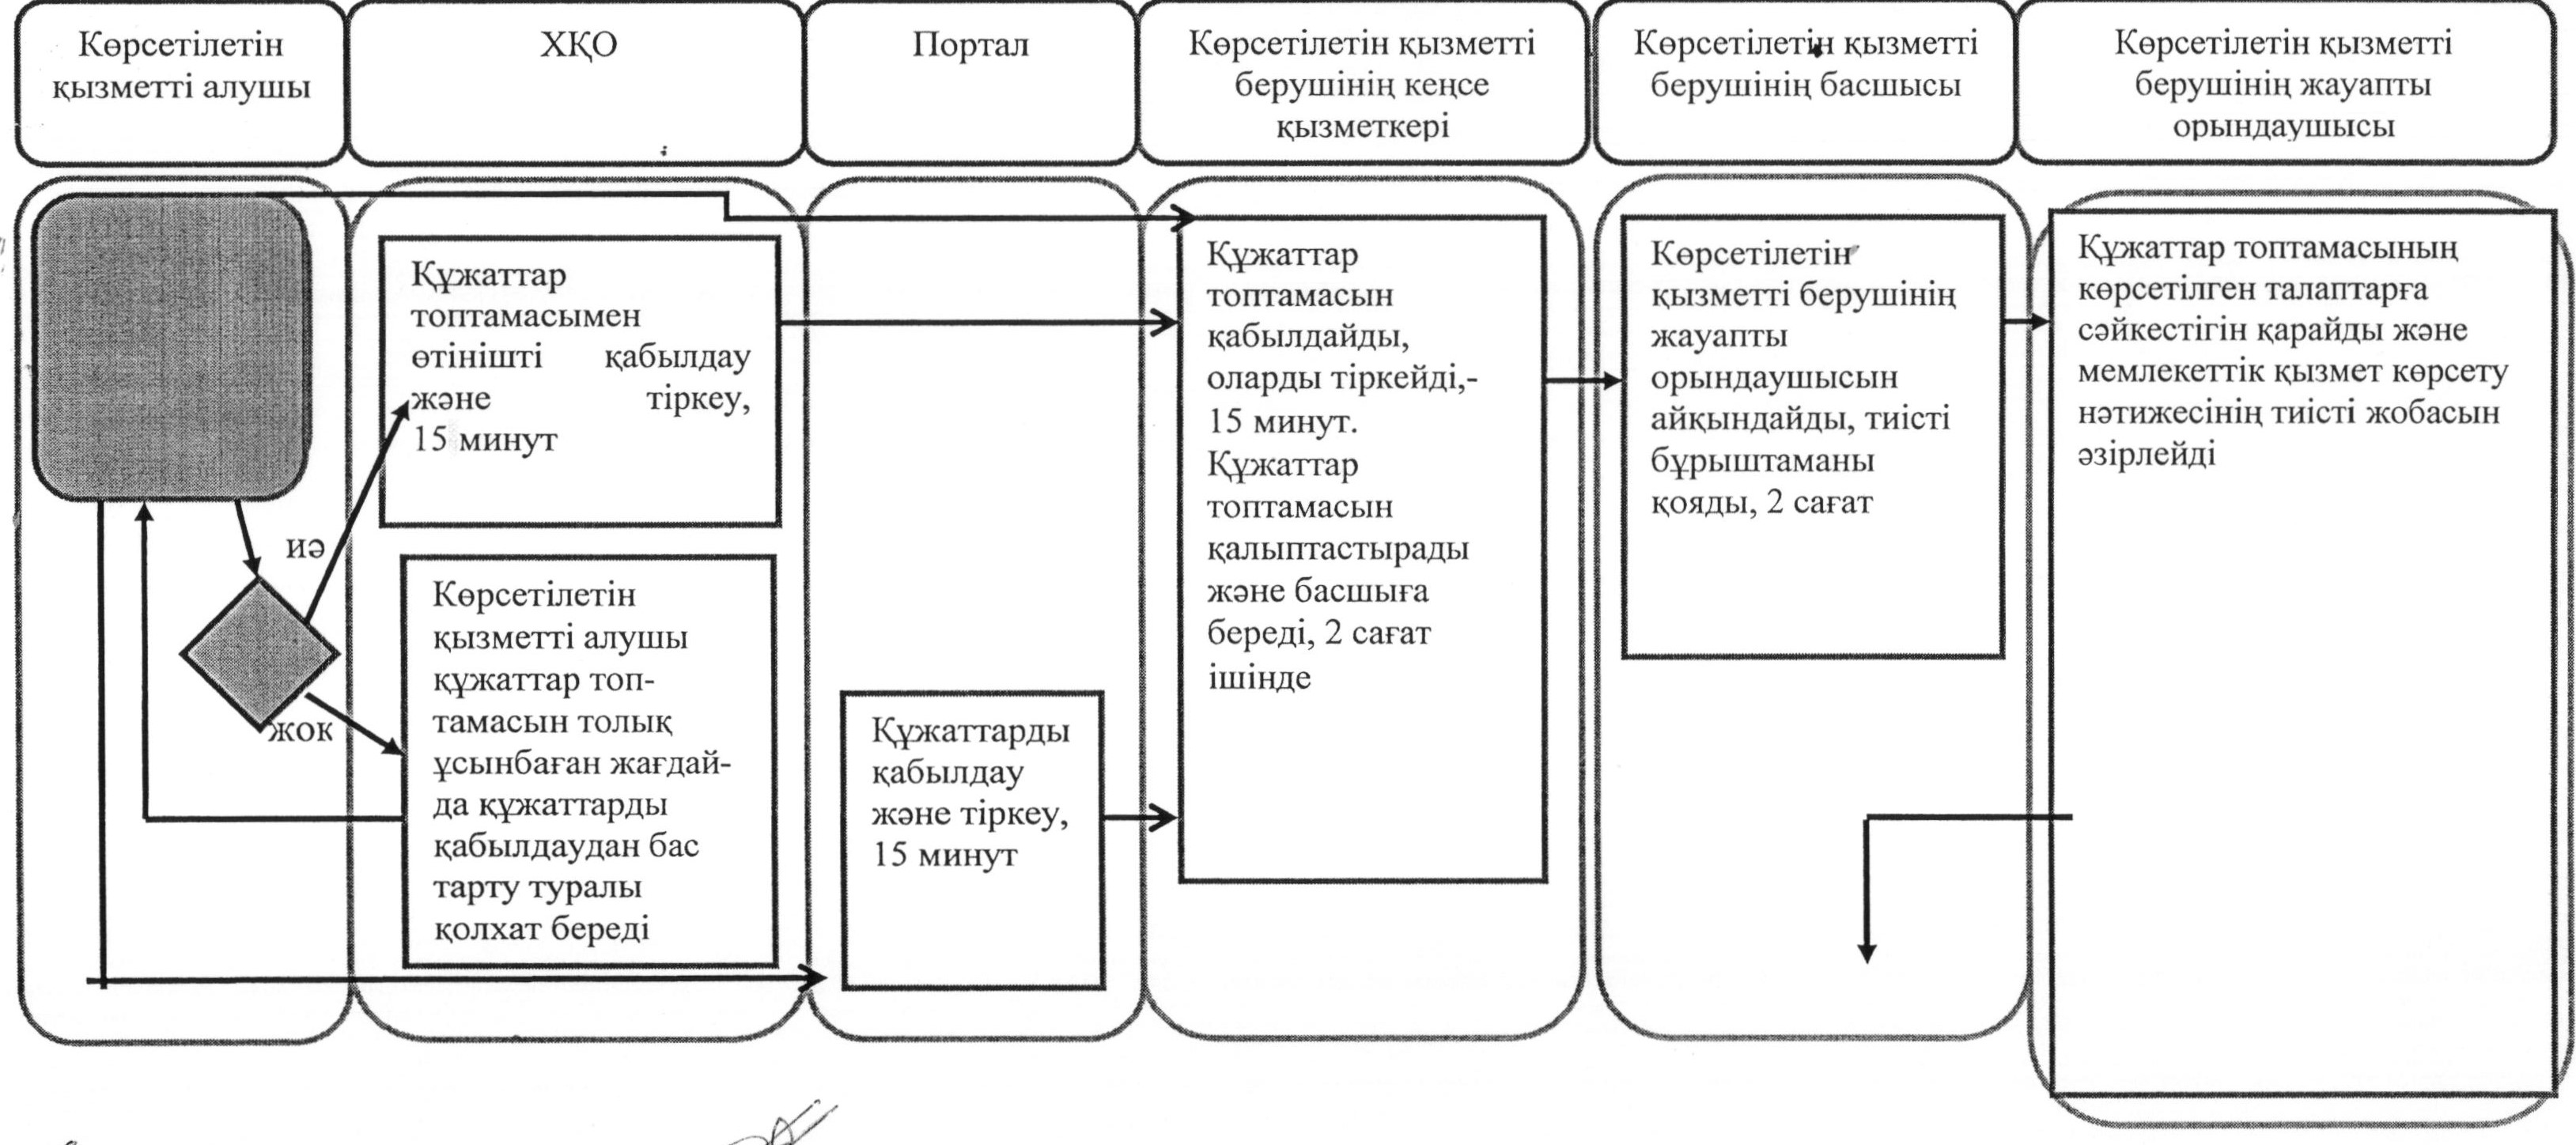 Көрсетілетін
қызметті алушы
ХҚО
Портал
Көрсетілетін қызметті
берушінің кеңсе
қызметкері
Көрсетілетін қызметті
берушінің басшысы
Көрсетілетін қызметті
берушінің жауапты
орындаушысы
иә
жок
Құжаттар
топтамасымен
өтінішті қабылдау
және тіркеу,
15 минут
Көрсетілетін
қызметті алушы
құжаттар топ-
тамасын толық
ұсынбаған жағдай-
да құжаттарды
қабылдаудан бас
тарту туралы
қолхат береді
Құжаттарды
қабылдау
және тіркеу,
15 минут
Құжаттар
топтамасын
қабылдайды,
оларды тіркейді,-
15 минут.
Құжаттар
топтамасын
қалыптастырады
және басшыға
береді, 2 сағат
ішінде
Көрсетілетін
қызметті берушінің
жауапты
орындаушысын
айқындайды, тиісті
бұрыштаманы
қояды, 2 сағат
Құжаттар топтамасының
көрсетілген талаптарға
сәйкестігін қарайды және
мемлекеттік қызмет көрсету
нәтижесінің тиісті жобасын
әзірлейді